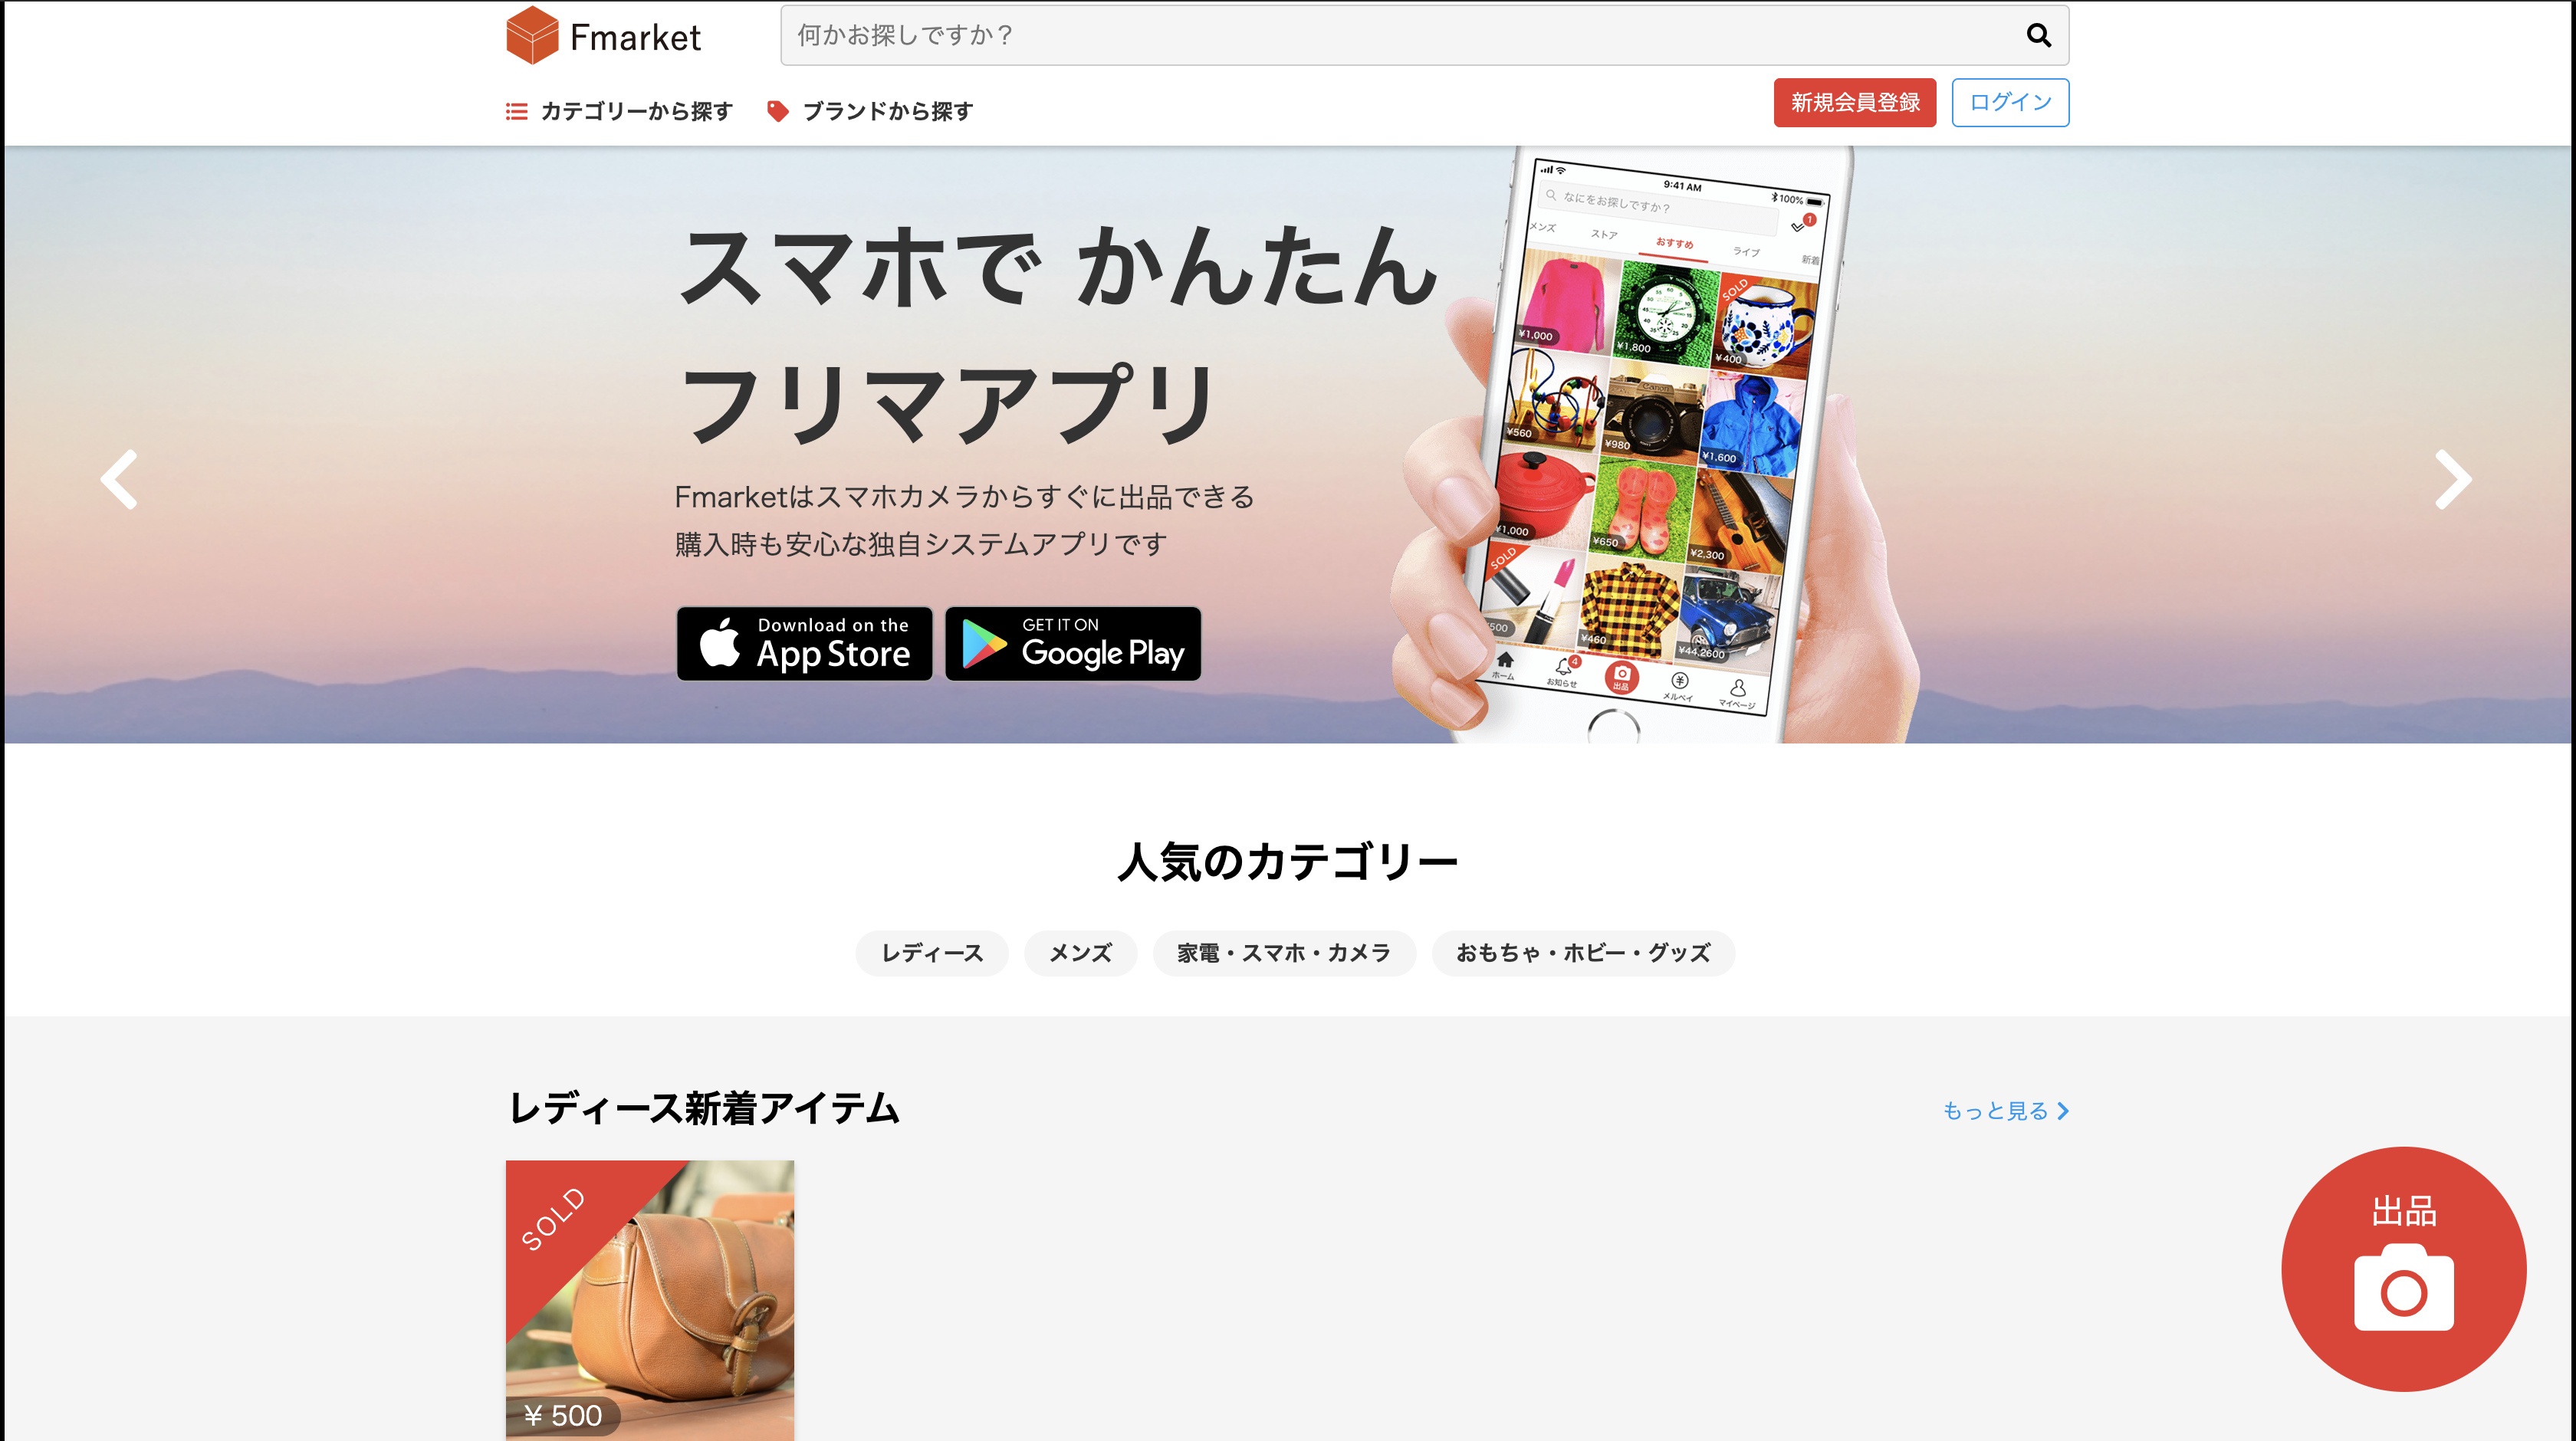 Fmarket
何かお探しですか？
カテゴリーから探す
ブランドから探す
新規会員登録
ログイン
スマホで かんたん
フリマアプリ
Fmarketはスマホカメラからすぐに出品できる
購入時も安心な独自システムアプリです
Download on the
App Store
GET IT ON
Google Play
9:41 AM
100%
なにをお探しですか？
1
メンズ
ストア
おすすめ
ライブ
新着
¥1,000
¥1,800
SOLD
¥400
¥560
Canon
¥980
¥1,600
¥1,000
¥650
¥2,300
SOLD
500
¥460
¥44,2600
ホーム
4
お知らせ
出品
メルペイ
マイページ
人気のカテゴリー
レディース
メンズ
家電・スマホ・カメラ
おもちゃ・ホビー・グッズ
レディース新着アイテム
もっと見る
SOLD
¥ 500
出品